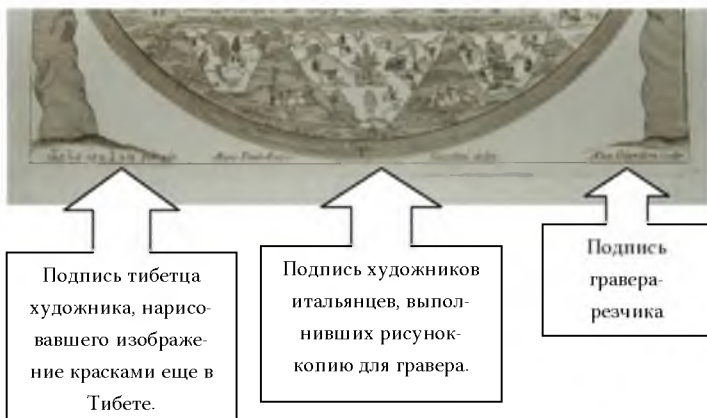 Подпись тибетца
художника, нарисо-
вавшего изображе-
ние красками еще в
Тибете.
Подпись художников
итальянцев, выпол-
нивших рисунок-
копию для гравера.
Подпись
гравера-
резчика